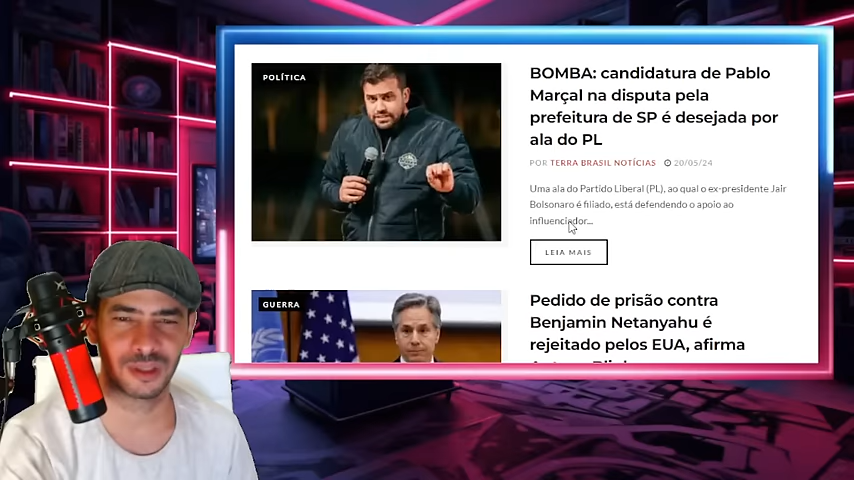 POLÍTICA
BOMBA: candidatura de Pablo
Marçal na disputa pela
prefeitura de SP é desejada por
ala do PL
POR TERRA BRASIL NOTÍCIAS 20/05/24
Uma ala do Partido Liberal (PL), ao qual o ex-presidente Jair
Bolsonaro é filiado, está defendendo o apoio ao
influenciador...
LEIA MAIS
GUERRA
Pedido de prisão contra
Benjamin Netanyahu é
rejeitado pelos EUA, afirma